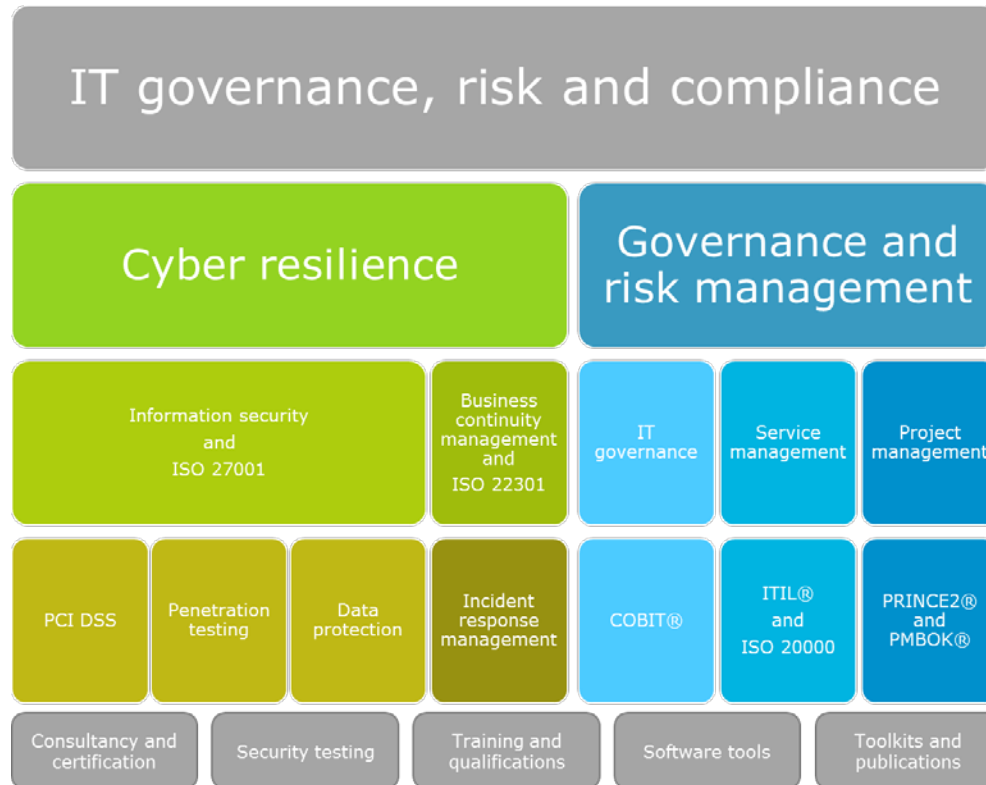 IT governance, risk and compliance
Cyber resilience
Governance and
risk management
Information security
and
ISO 27001
Business
continuity
management
and
ISO 22301
IT
governance
Service
management
Project
management
PCI DSS
Penetration
testing
Data
protection
Incident
response
management
COBIT®
ITIL®
and
ISO 20000
PRINCE2®
and
PMBOK®
Consultancy and
certification
Security testing
Training and
qualifications
Software tools
Toolkits and
publications